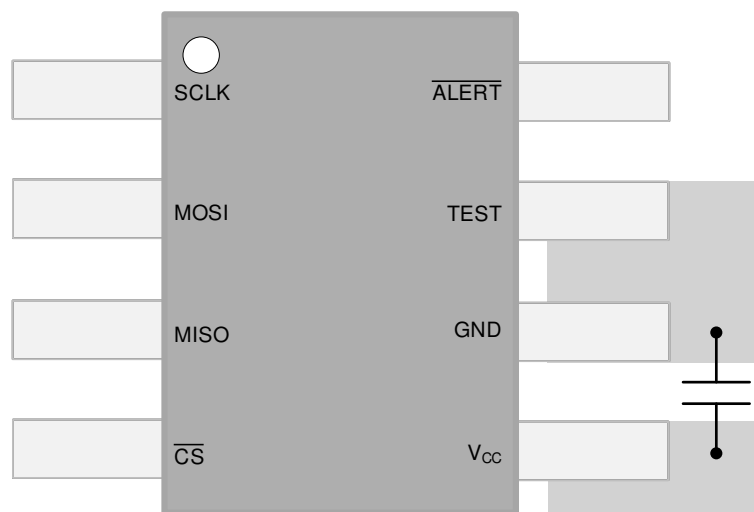 SCLK
ALERT
MOSI
TEST
MISO
GND
CS
VCC